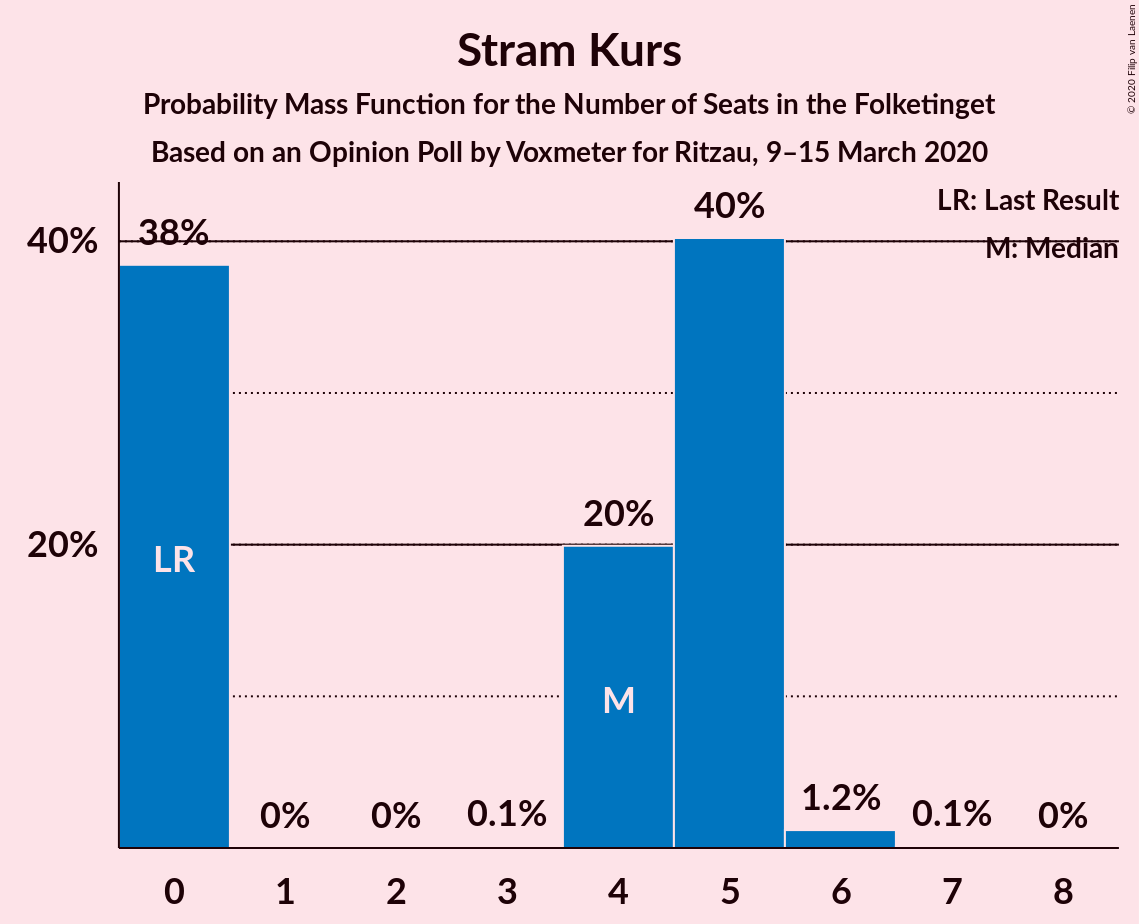 Stram Kurs
Probability Mass Function for the Number of Seats in the Folketinget
Based on an Opinion Poll by Voxmeter for Ritzau, 9–15 March 2020
© 2020 Filip van Laenen
LR: Last Result
M: Median
40%
20%
38%
0%
0%
0.1%
20%
40%
1.2%
0.1%
0%
LR
M
0 1 2 3 4 5 6 7 8